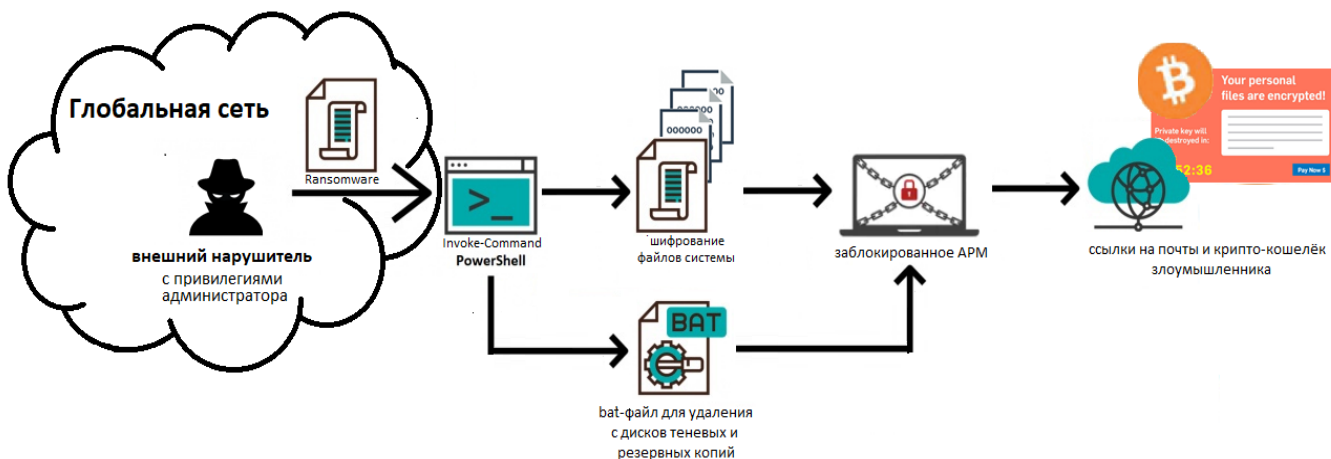 Глобальная сеть
Ransomware
внешний нарушитель
с привилегиями
администратора
>_
Invoke-Command
PowerShell
000000
000000
шифрование
файлов системы
BAT
bat-файл для удаления
с дисков теневых и
резервных копий
заблокированное АРМ
Your personal
files are encrypted!
Private key will
destroyed in:
52:36
Pay Now $
ссылки на почты и крипто-кошелёк
злоумышленника